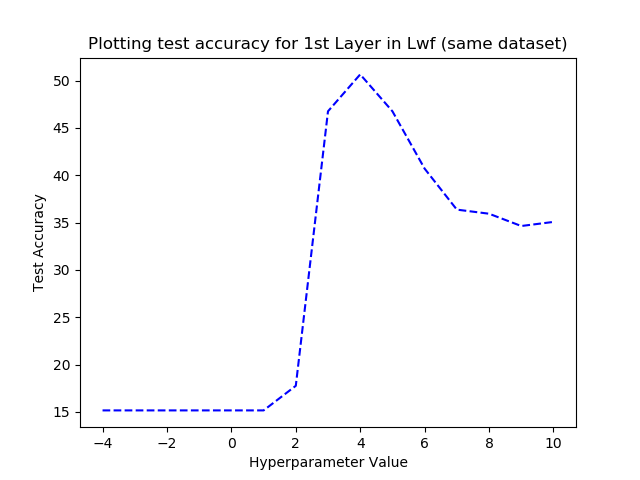 Plotting test accuracy for 1st Layer in Lwf (same dataset)
50
45
40
35
30
25
20
15
Test Accuracy
−4 −2 0 2 4 6 8 10
Hyperparameter Value